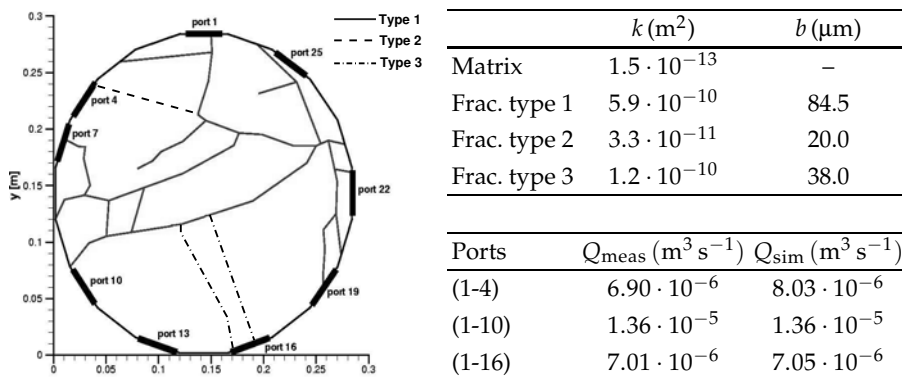 port 1
Type 1
Type 2
Type 3
port 25
port 4
port 7
port 22
port 10
port 19
port 13
port 16
y [m]
0.3
0.25
0.2
0.15
0.1
0.05
0
0 0.05 0.1 0.15 0.2 0.25 0.3
k (m²) b (µm)
Matrix 1.5 · 10⁻¹³ –
Frac. type 1 5.9 · 10⁻¹⁰ 84.5
Frac. type 2 3.3 · 10⁻¹¹ 20.0
Frac. type 3 1.2 · 10⁻¹⁰ 38.0
Ports Qmeas (m³ s⁻¹) Qsim (m³ s⁻¹)
(1-4) 6.90 · 10⁻⁶ 8.03 · 10⁻⁶
(1-10) 1.36 · 10⁻⁵ 1.36 · 10⁻⁵
(1-16) 7.01 · 10⁻⁶ 7.05 · 10⁻⁶